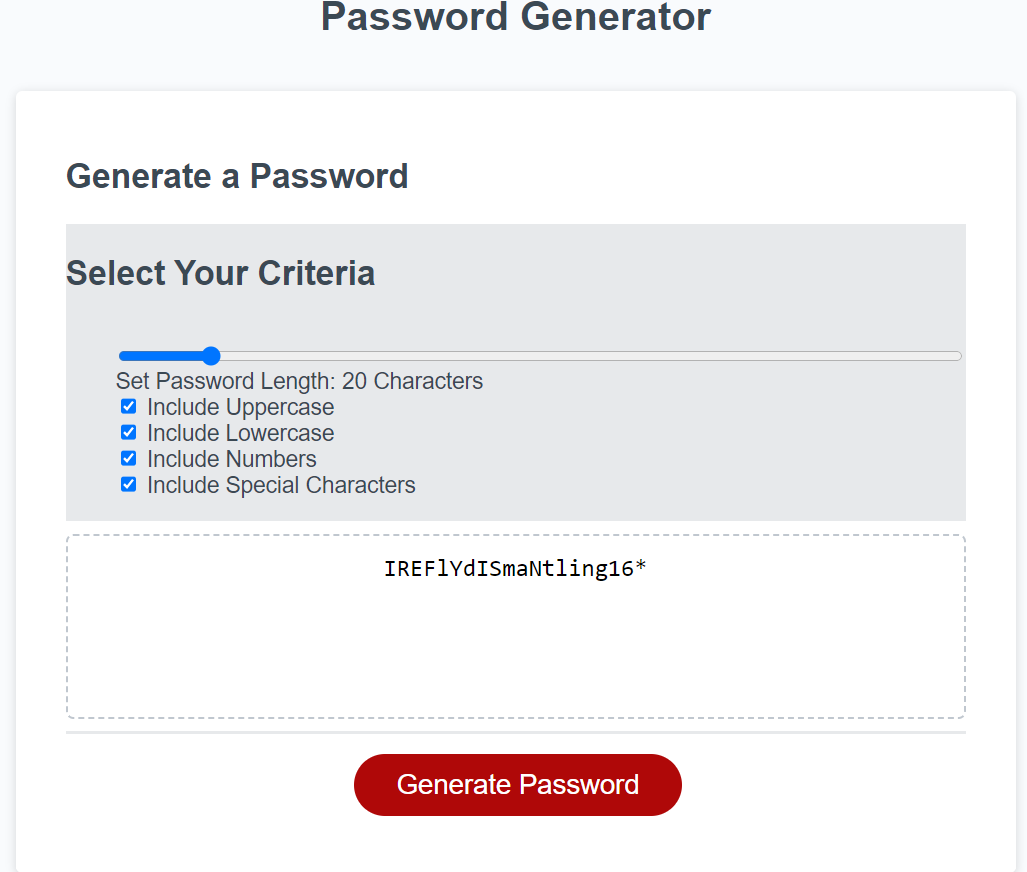 Password Generator
Generate a Password
Select Your Criteria
Set Password Length: 20 Characters
Include Uppercase
Include Lowercase
Include Numbers
Include Special Characters
IREFlYdISmaNtling16*
Generate Password